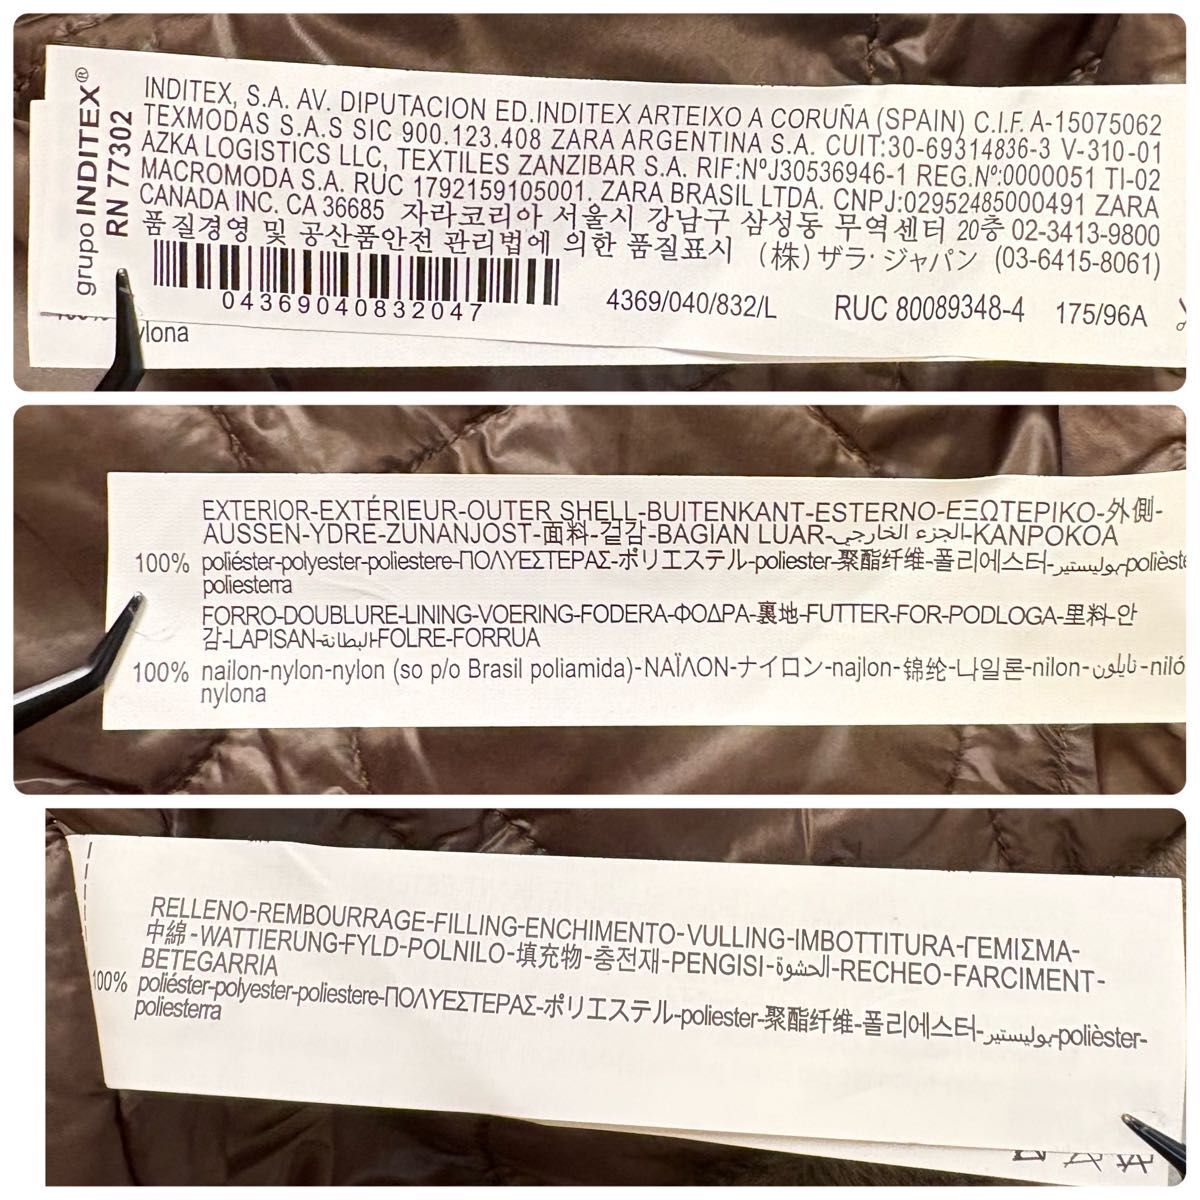 grupo INDITEX®
RN 77302
INDITEX, S.A. AV. DIPUTACION ED.INDITEX ARTEIXO A CORUÑA (SPAIN) C.I.F. A-15075062
TEXMODAS S.A.S SIC 900.123.408 ZARA ARGENTINA S.A. CUIT:30-69314836-3 V-310-01
AZKA LOGISTICS LLC, TEXTILES ZANZIBAR S.A. RIF:NºJ30536946-1 REG.Nº:0000051 TI-02
MACROMODA S.A. RUC 1792159105001. ZARA BRASIL LTDA. CNPJ:02952485000491 ZARA
CANADA INC. CA 36685 자라코리아 서울시 강남구 삼성동 무역센터 20층 02-3413-9800
품질경영 및 공산품안전 관리법에 의한 품질표시 (株) ザラ・ジャパン (03-6415-8061)
04369040832047 4369/040/832/L RUC 80089348-4 175/96A
100% nylona
EXTERIOR-EXTÉRIEUR-OUTER SHELL-BUITENKANT-ESTERNO-ΕΞΩΤΕΡΙΚΟ-外側-
AUSSEN-YDRE-ZUNANJOST-面料-겉감-BAGIAN LUAR-الجزء الخارجي-KANPOKOA
100% poliéster-polyester-poliestere-ΠΟΛΥΕΣΤΕΡΑΣ-ポリエステル-poliester-聚酯纤维-폴리에스터-بوليستير-polièste
poliesterra
FORRO-DOUBLURE-LINING-VOERING-FODERA-ΦΟΔΡΑ-裏地-FUTTER-FOR-PODLOGA-里料-안
감-LAPISAN-البطانة-FOLRE-FORRUA
100% nailon-nylon-nylon (so p/o Brasil poliamida)-ΝΑΪΛΟΝ-ナイロン-najlon-锦纶-나일론-nilon-نايلون-niló
nylona
RELLENO-REMBOURRAGE-FILLING-ENCHIMENTO-VULLING-IMBOTTITURA-ΓΕΜΙΣΜΑ-
中綿-WATTIERUNG-FYLD-POLNILO-填充物-충전재-PENGISI-الحشوة-RECHEO-FARCIMENT-
BETEGARRIA
100% poliéster-polyester-poliestere-ΠΟΛΥΕΣΤΕΡΑΣ-ポリエステル-poliester-聚酯纤维-폴리에스터-بوليستير-polièster-
poliesterra